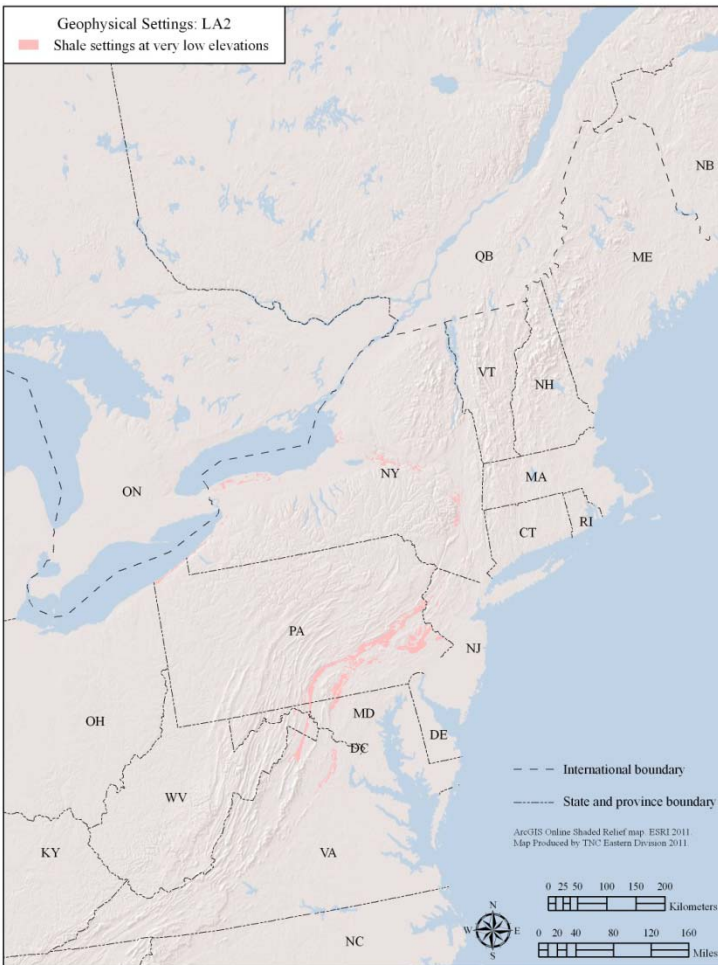 Geophysical Settings: LA2
Shale settings at very low elevations
NB
QB
ME
VT
NH
ON
NY
MA
CT
RI
PA
NJ
OH
MD
DE
DC
WV
KY
VA
NC
International boundary
State and province boundary
ArcGIS Online Shaded Relief map. ESRI 2011.
Map Produced by TNC Eastern Division 2011.
0 25 50 100 150 200
Kilometers
N
W E
S
0 20 40 80 120 160
Miles